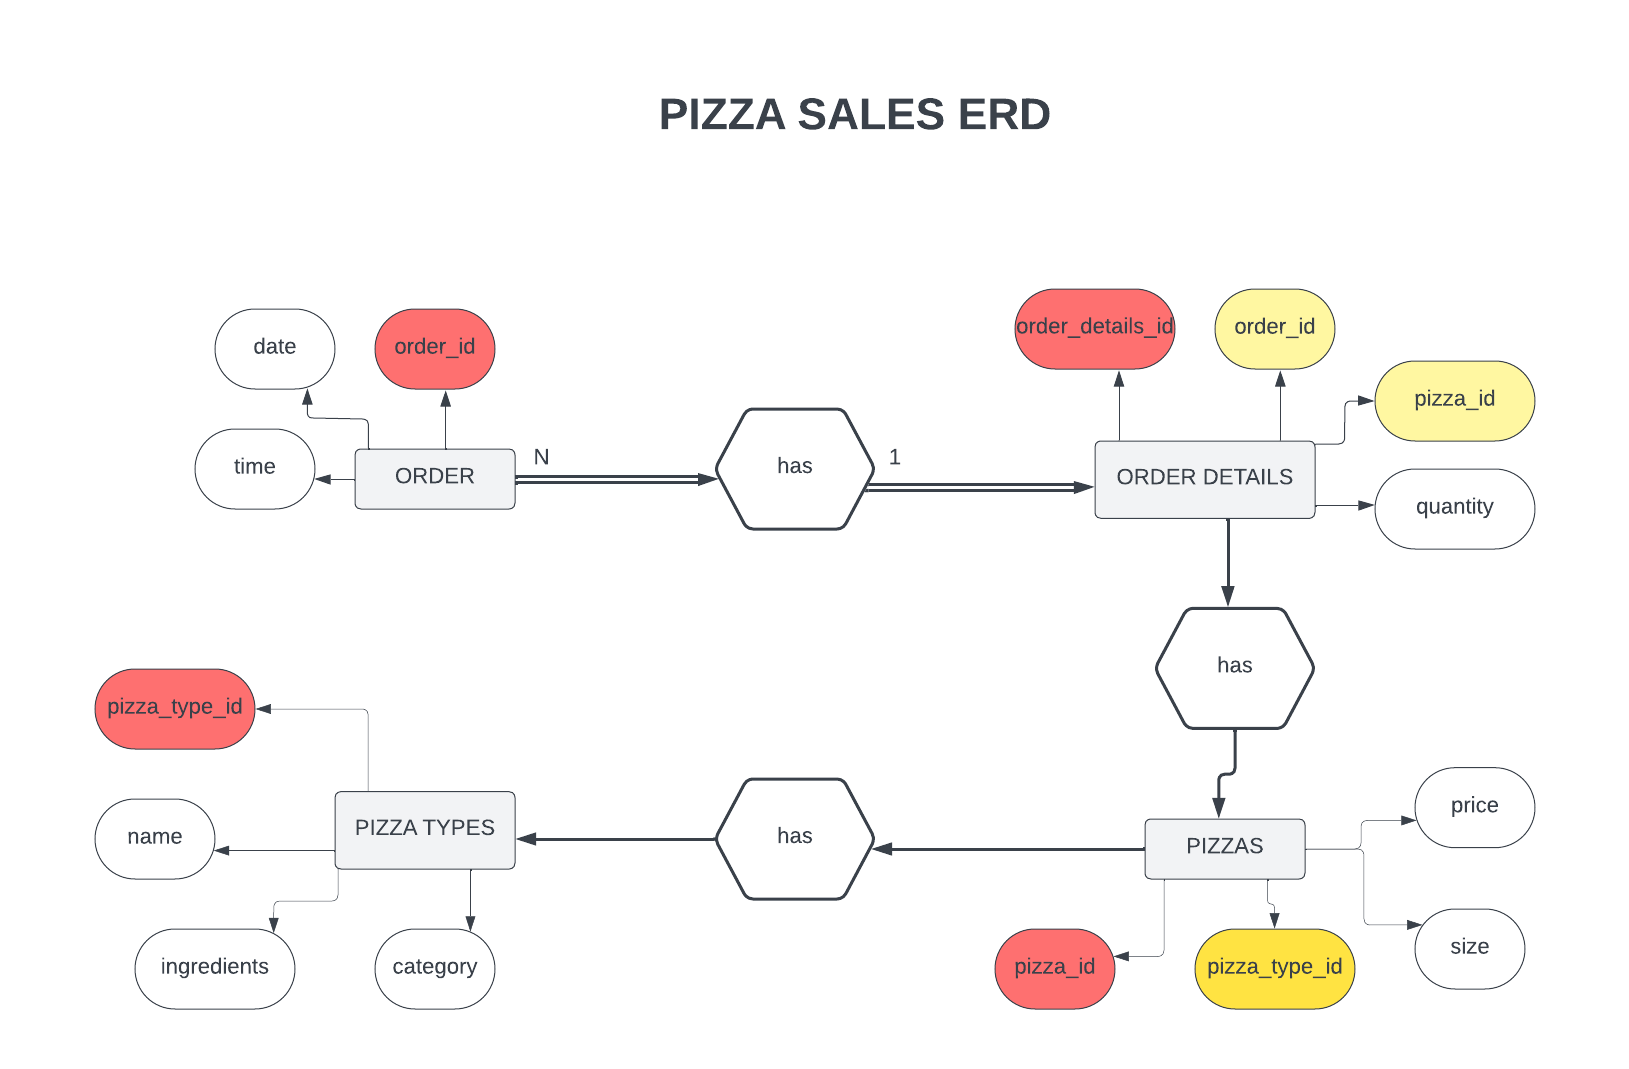 PIZZA SALES ERD
date
order_id
time
ORDER
N
has
1
order_details_id
order_id
pizza_id
ORDER DETAILS
quantity
has
pizza_type_id
name
PIZZA TYPES
ingredients
category
has
PIZZAS
price
size
pizza_id
pizza_type_id